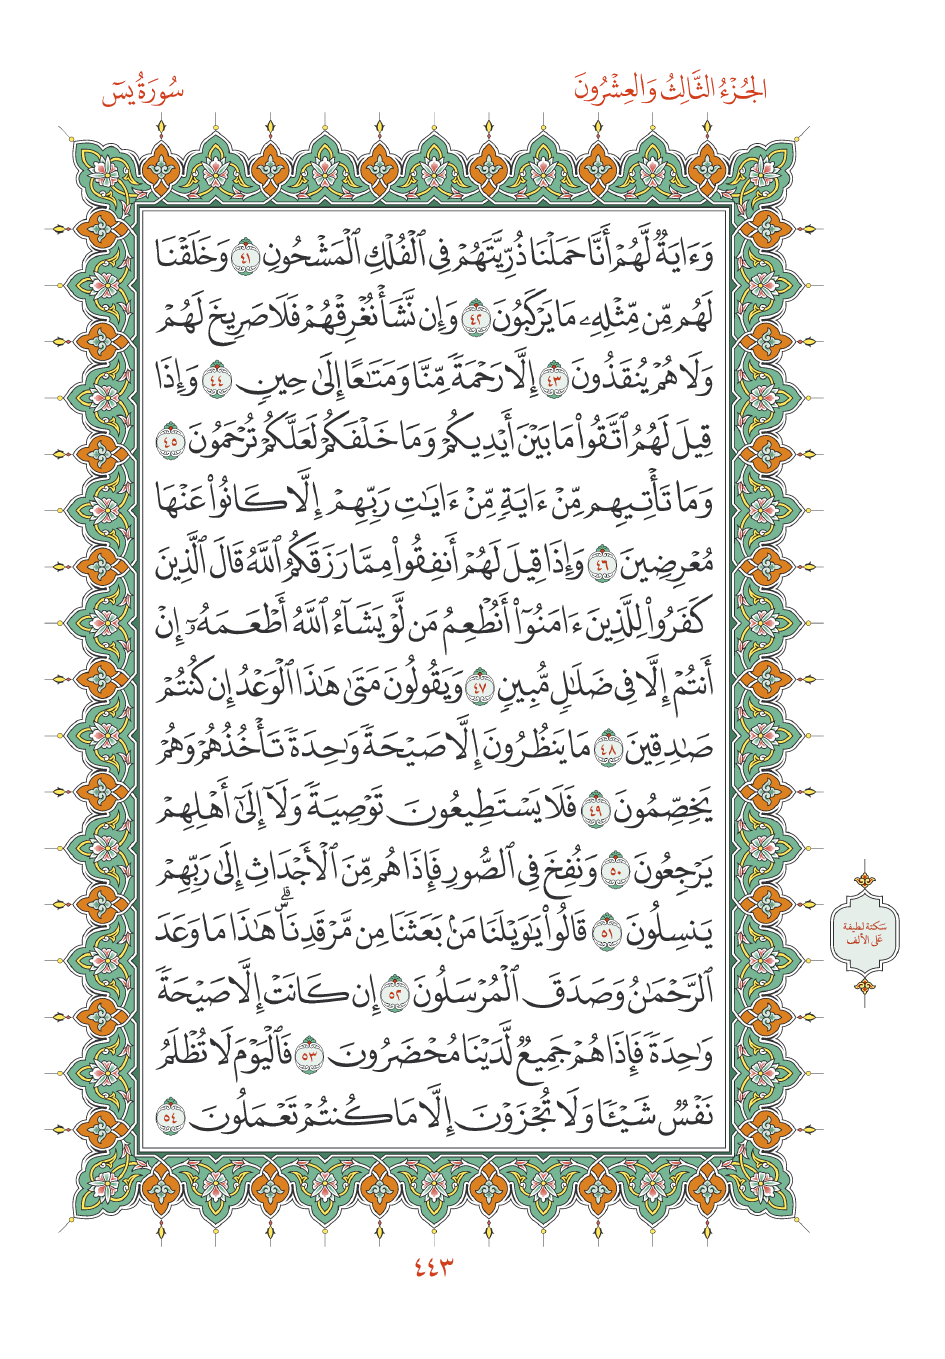 الجُزْءُ الثَّالِثُ وَالعِشْرُونَ
سُورَةُ يسٓ
وَءَايَةٌ لَّهُمْ أَنَّا حَمَلْنَا ذُرِّيَّتَهُمْ فِى ٱلْفُلْكِ ٱلْمَشْحُونِ ٤١ وَخَلَقْنَا
لَهُم مِّن مِّثْلِهِۦ مَا يَرْكَبُونَ ٤٢ وَإِن نَّشَأْ نُغْرِقْهُمْ فَلَا صَرِيخَ لَهُمْ
وَلَا هُمْ يُنقَذُونَ ٤٣ إِلَّا رَحْمَةً مِّنَّا وَمَتَٰعًا إِلَىٰ حِينٍ ٤٤ وَإِذَا
قِيلَ لَهُمُ ٱتَّقُوا۟ مَا بَيْنَ أَيْدِيكُمْ وَمَا خَلْفَكُمْ لَعَلَّكُمْ تُرْحَمُونَ ٤٥
وَمَا تَأْتِيهِم مِّنْ ءَايَةٍ مِّنْ ءَايَٰتِ رَبِّهِمْ إِلَّا كَانُوا۟ عَنْهَا
مُعْرِضِينَ ٤٦ وَإِذَا قِيلَ لَهُمْ أَنفِقُوا۟ مِمَّا رَزَقَكُمُ ٱللَّهُ قَالَ ٱلَّذِينَ
كَفَرُوا۟ لِلَّذِينَ ءَامَنُوٓا۟ أَنُطْعِمُ مَن لَّوْ يَشَآءُ ٱللَّهُ أَطْعَمَهُۥٓ إِنْ
أَنتُمْ إِلَّا فِى ضَلَٰلٍ مُّبِينٍ ٤٧ وَيَقُولُونَ مَتَىٰ هَٰذَا ٱلْوَعْدُ إِن كُنتُمْ
صَٰدِقِينَ ٤٨ مَا يَنظُرُونَ إِلَّا صَيْحَةً وَٰحِدَةً تَأْخُذُهُمْ وَهُمْ
يَخِصِّمُونَ ٤٩ فَلَا يَسْتَطِيعُونَ تَوْصِيَةً وَلَآ إِلَىٰٓ أَهْلِهِمْ
يَرْجِعُونَ ٥٠ وَنُفِخَ فِى ٱلصُّورِ فَإِذَا هُم مِّنَ ٱلْأَجْدَاثِ إِلَىٰ رَبِّهِمْ
يَنسِلُونَ ٥١ قَالُوا۟ يَٰوَيْلَنَا مَنۢ بَعَثَنَا مِن مَّرْقَدِنَاۜۗ هَٰذَا مَا وَعَدَ
ٱلرَّحْمَٰنُ وَصَدَقَ ٱلْمُرْسَلُونَ ٥٢ إِن كَانَتْ إِلَّا صَيْحَةً
وَٰحِدَةً فَإِذَا هُمْ جَمِيعٌ لَّدَيْنَا مُحْضَرُونَ ٥٣ فَٱلْيَوْمَ لَا تُظْلَمُ
نَفْسٌ شَيْـًٔا وَلَا تُجْزَوْنَ إِلَّا مَا كُنتُمْ تَعْمَلُونَ ٥٤
سَكتة لطيفة
عَلى الألف
٤٤٣